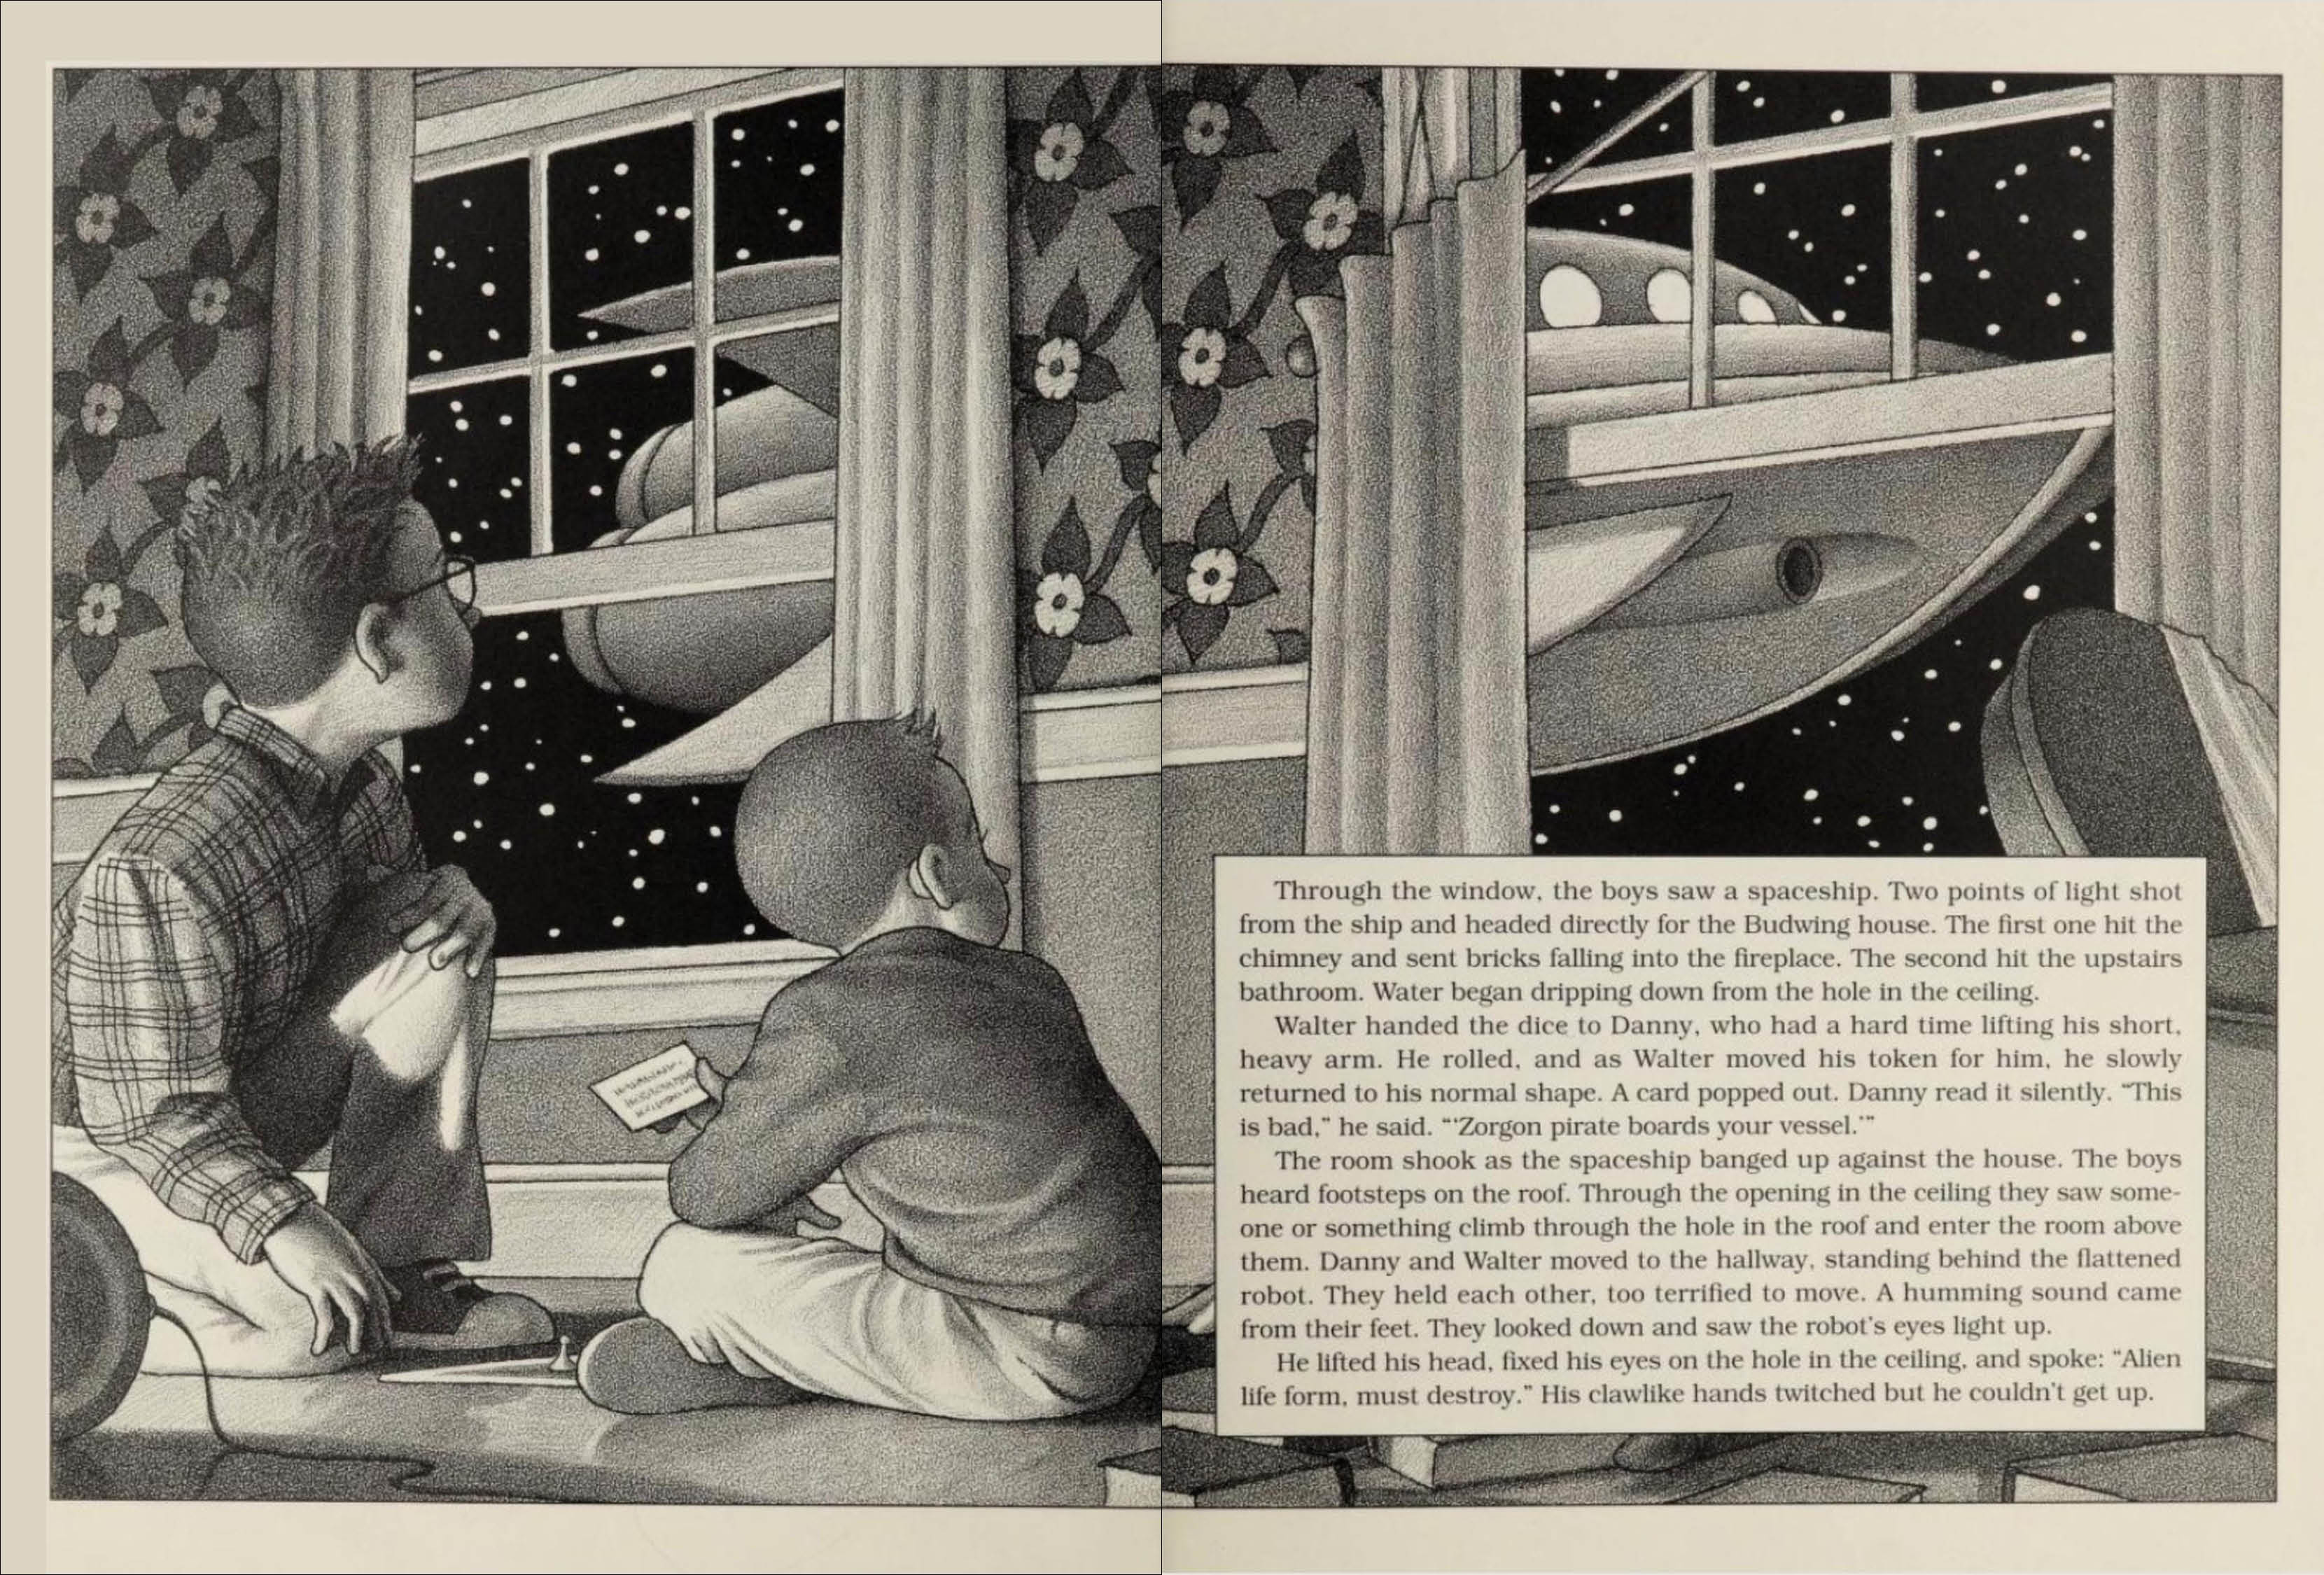 Through the window, the boys saw a spaceship. Two points of light shot
from the ship and headed directly for the Budwing house. The first one hit the
chimney and sent bricks falling into the fireplace. The second hit the upstairs
bathroom. Water began dripping down from the hole in the ceiling.
Walter handed the dice to Danny, who had a hard time lifting his short,
heavy arm. He rolled, and as Walter moved his token for him, he slowly
returned to his normal shape. A card popped out. Danny read it silently. “This
is bad,” he said. “‘Zorgon pirate boards your vessel.’”
The room shook as the spaceship banged up against the house. The boys
heard footsteps on the roof. Through the opening in the ceiling they saw some-
one or something climb through the hole in the roof and enter the room above
them. Danny and Walter moved to the hallway, standing behind the flattened
robot. They held each other, too terrified to move. A humming sound came
from their feet. They looked down and saw the robot’s eyes light up.
He lifted his head, fixed his eyes on the hole in the ceiling, and spoke: “Alien
life form, must destroy.” His clawlike hands twitched but he couldn’t get up.